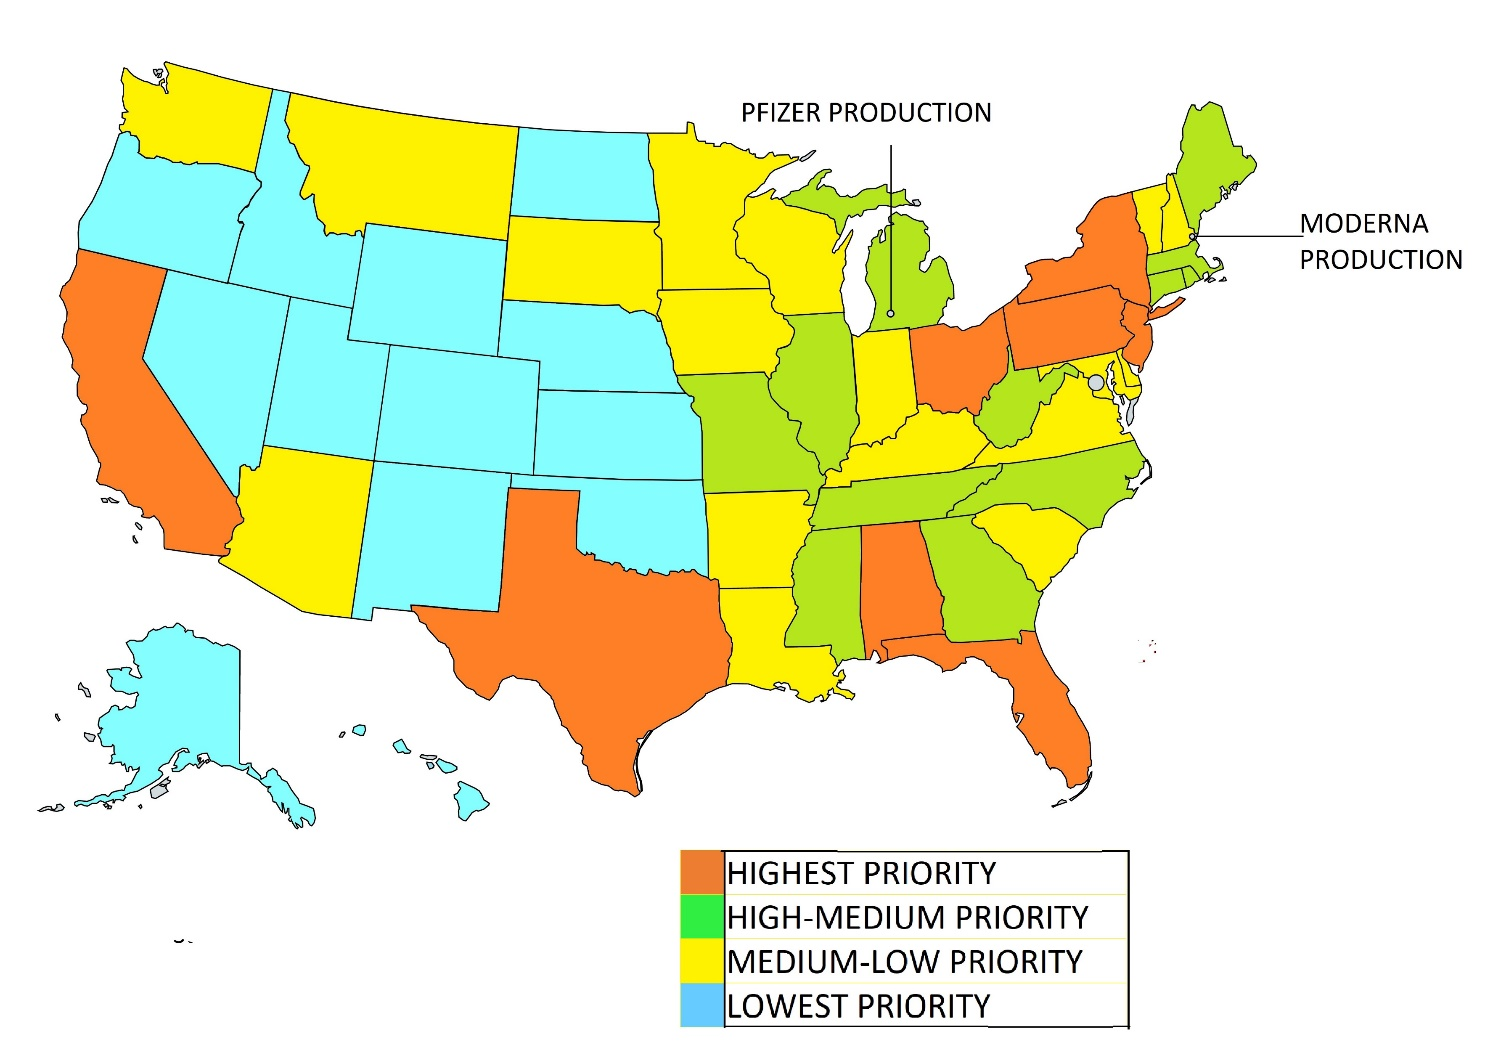 PFIZER PRODUCTION
MODERNA
PRODUCTION
HIGHEST PRIORITY
HIGH-MEDIUM PRIORITY
MEDIUM-LOW PRIORITY
LOWEST PRIORITY